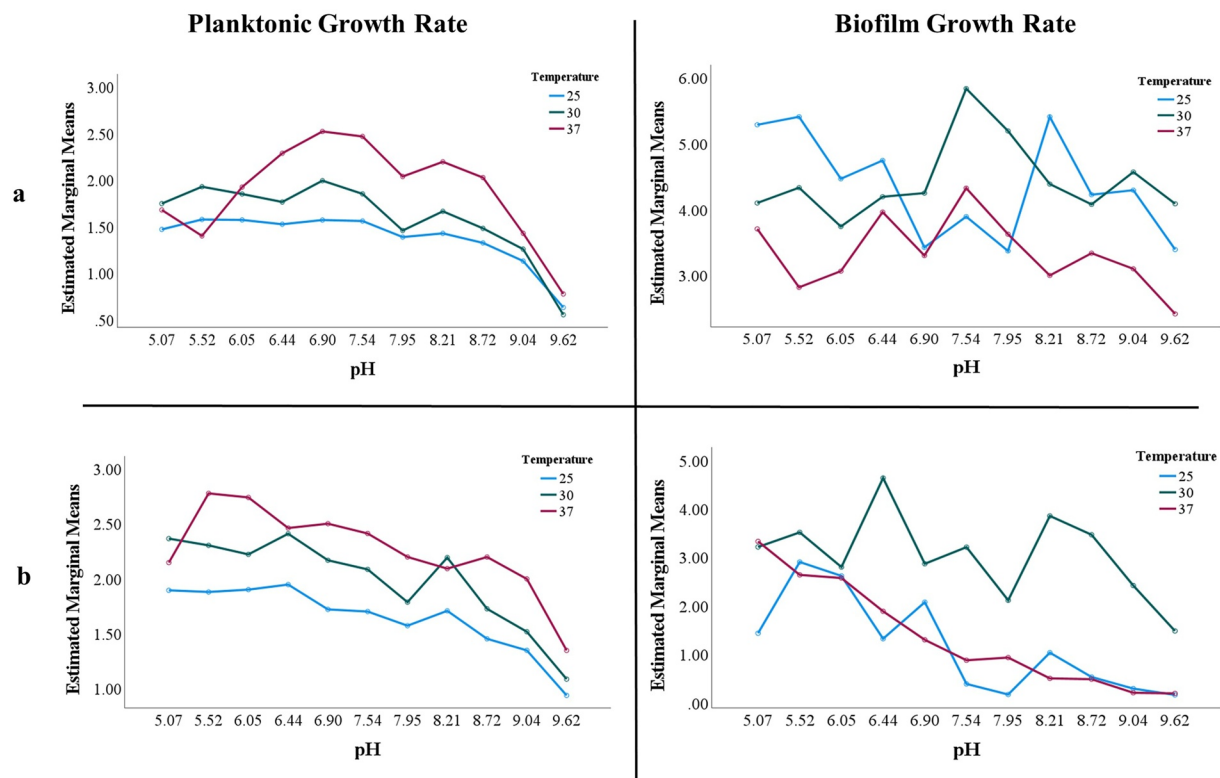 Planktonic Growth Rate
Biofilm Growth Rate
a
Estimated Marginal Means
3.00
2.50
2.00
1.50
1.00
.50
Temperature
25
30
37
5.07 5.52 6.05 6.44 6.90 7.54 7.95 8.21 8.72 9.04 9.62
pH
Estimated Marginal Means
6.00
5.00
4.00
3.00
Temperature
25
30
37
5.07 5.52 6.05 6.44 6.90 7.54 7.95 8.21 8.72 9.04 9.62
pH
b
Estimated Marginal Means
3.00
2.50
2.00
1.50
1.00
Temperature
25
30
37
5.07 5.52 6.05 6.44 6.90 7.54 7.95 8.21 8.72 9.04 9.62
pH
Estimated Marginal Means
5.00
4.00
3.00
2.00
1.00
.00
Temperature
25
30
37
5.07 5.52 6.05 6.44 6.90 7.54 7.95 8.21 8.72 9.04 9.62
pH